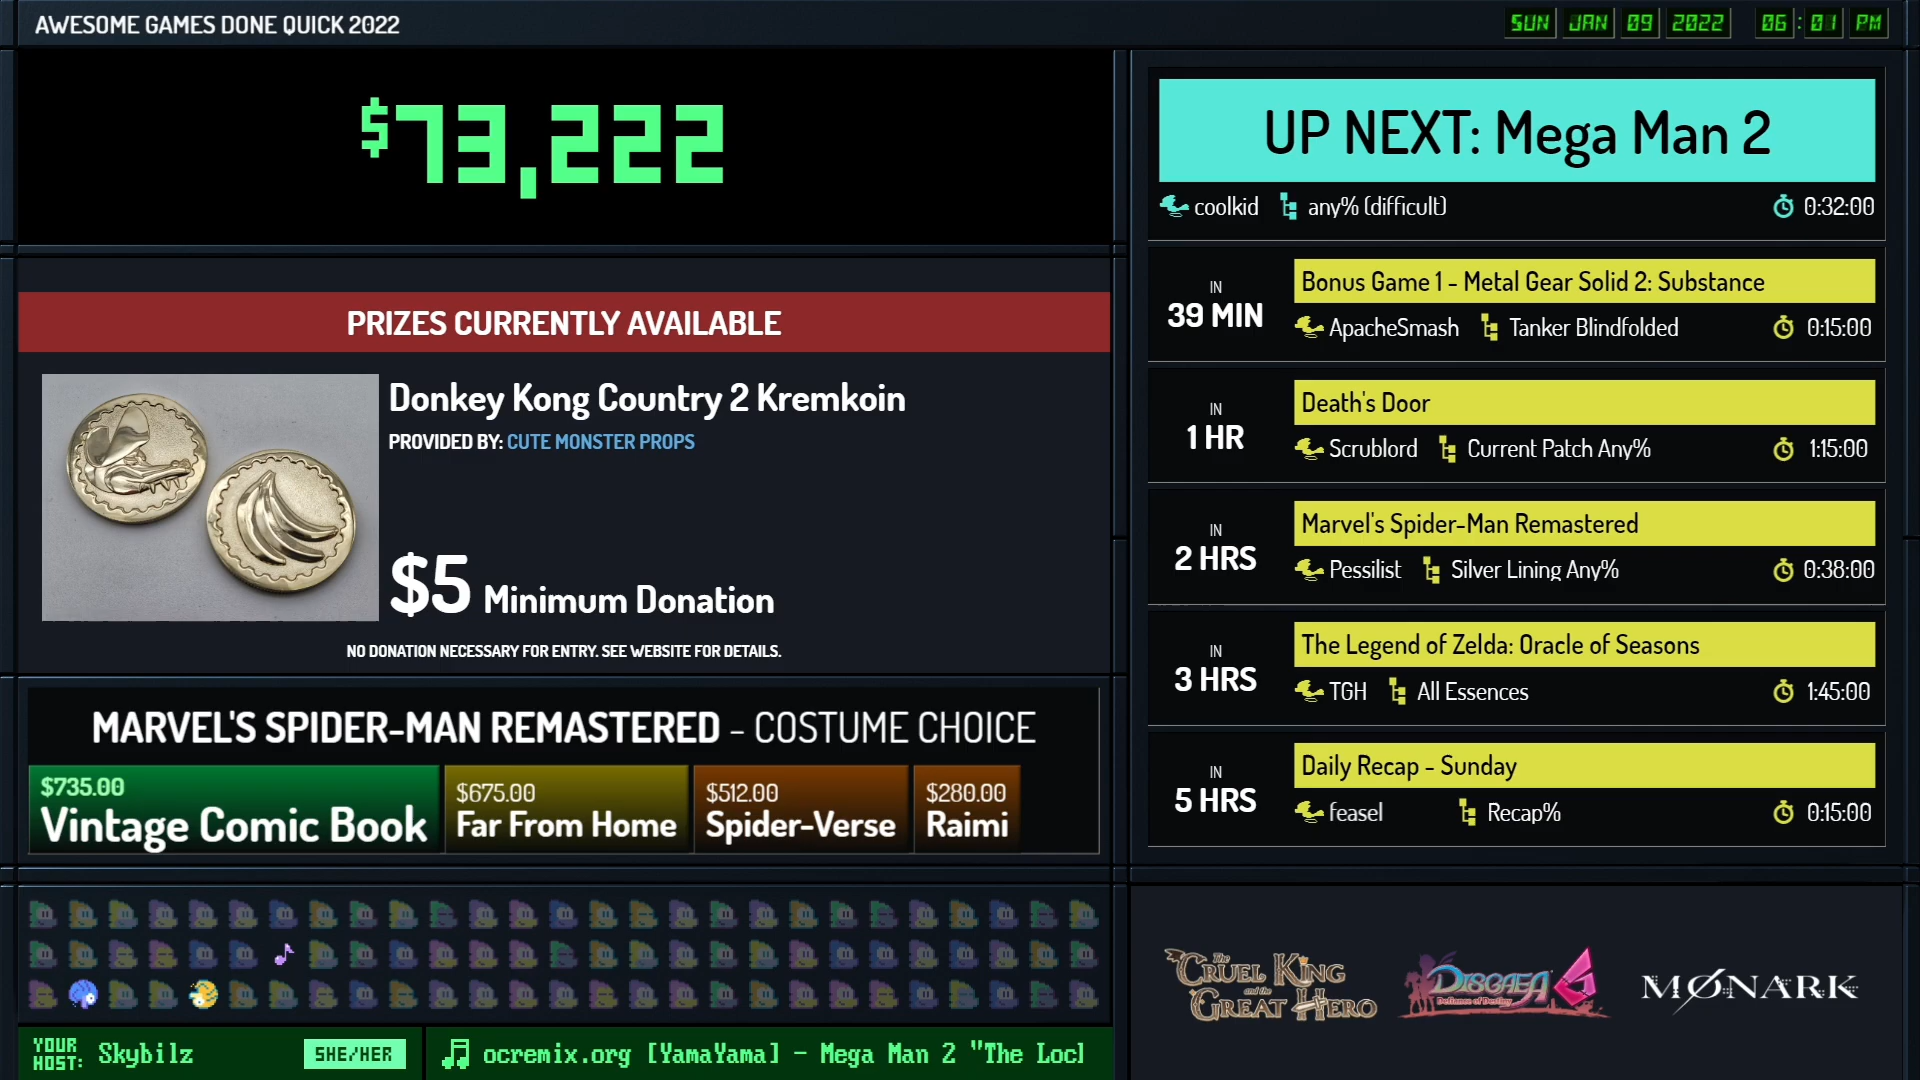 AWESOME GAMES DONE QUICK 2022
SUN JAN 09 2022 06:01 PM
$73,222
PRIZES CURRENTLY AVAILABLE
Donkey Kong Country 2 Kremkoin
PROVIDED BY: CUTE MONSTER PROPS
$5 Minimum Donation
NO DONATION NECESSARY FOR ENTRY. SEE WEBSITE FOR DETAILS.
MARVEL'S SPIDER-MAN REMASTERED - COSTUME CHOICE
$735.00
Vintage Comic Book
$675.00
Far From Home
$512.00
Spider-Verse
$280.00
Raimi
YOUR HOST: Skybilz SHE/HER
ocremix.org [YamaYama] - Mega Man 2 "The Loc
UP NEXT: Mega Man 2
coolkid any% (difficult) 0:32:00
IN
39 MIN
Bonus Game 1 - Metal Gear Solid 2: Substance
ApacheSmash Tanker Blindfolded 0:15:00
IN
1 HR
Death's Door
Scrublord Current Patch Any% 1:15:00
IN
2 HRS
Marvel's Spider-Man Remastered
Pessilist Silver Lining Any% 0:38:00
IN
3 HRS
The Legend of Zelda: Oracle of Seasons
TGH All Essences 1:45:00
IN
5 HRS
Daily Recap - Sunday
feasel Recap% 0:15:00
The Cruel King and the Great Hero
DISGAEA 6
Defiance of Destiny
MØNARK